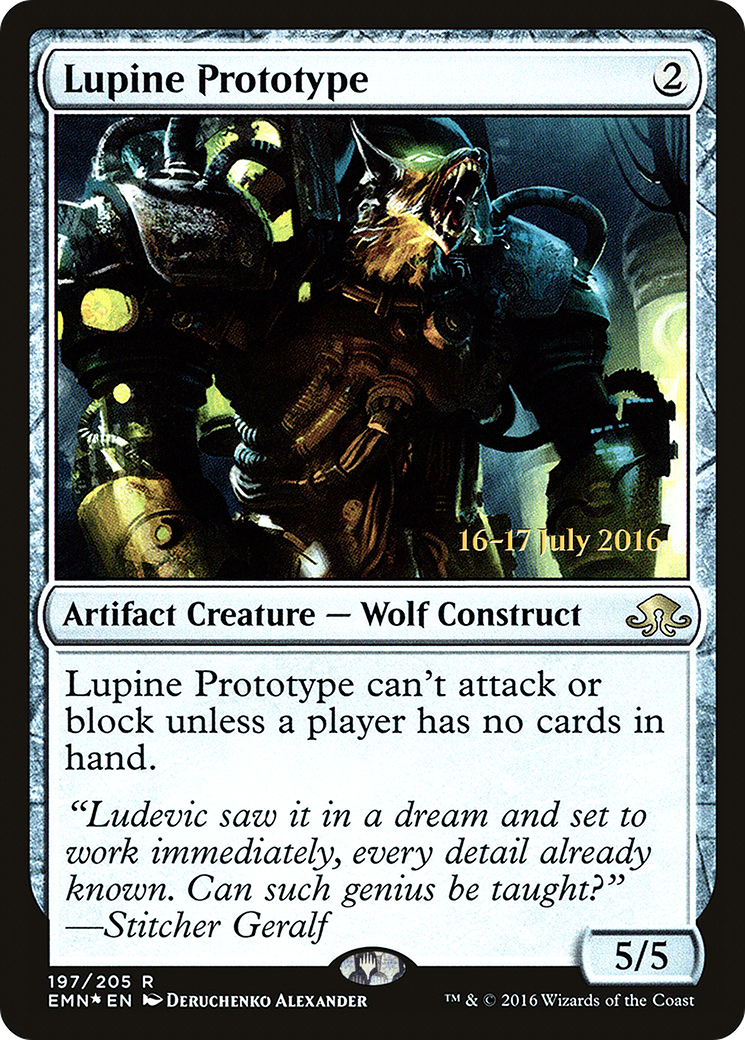 Lupine Prototype
2
16-17 July 2016
Artifact Creature — Wolf Construct
Lupine Prototype can't attack or
block unless a player has no cards in
hand.
"Ludevic saw it in a dream and set to
work immediately, every detail already
known. Can such genius be taught?"
—Stitcher Geralf
5/5
197/205 R
EMN★EN Deruchenko Alexander
™ & © 2016 Wizards of the Coast